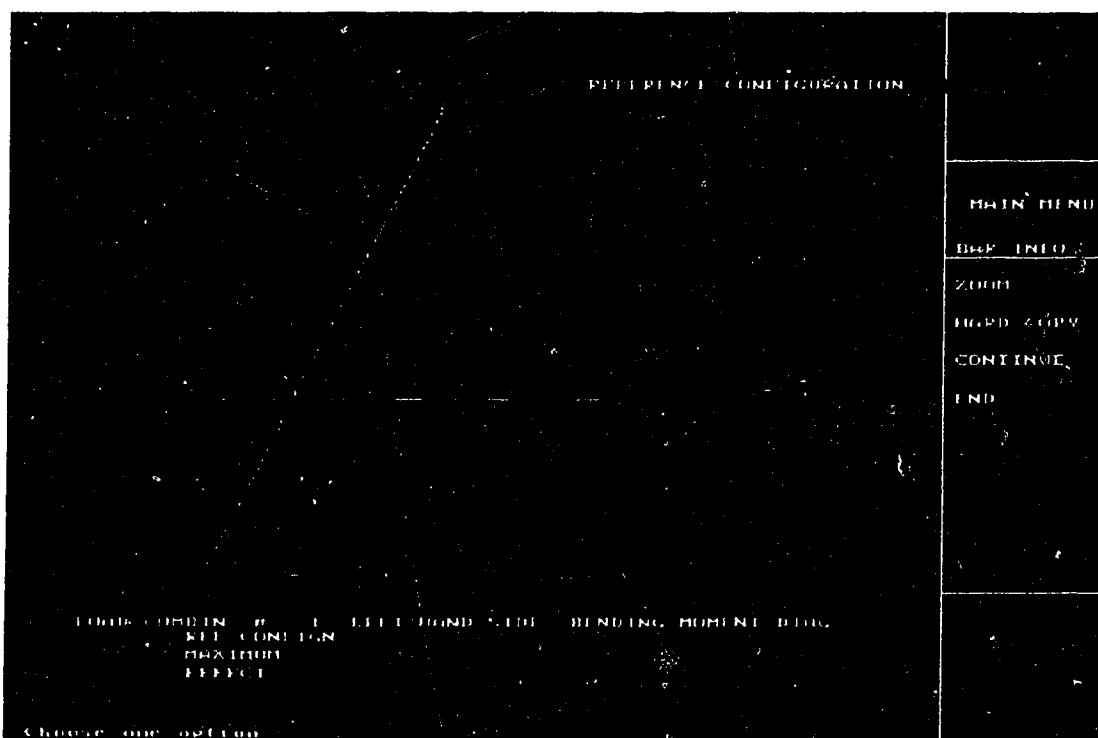 REFERENCE CONFIGURATION
MAIN MENU
BAR INFO
ZOOM
HARD COPY
CONTINUE
END
LOAD COMBIN # 1 LEFT HAND SIDE BENDING MOMENT DIAG
REF CONFIGN
MAXIMUM
EFFECT
Choose one option